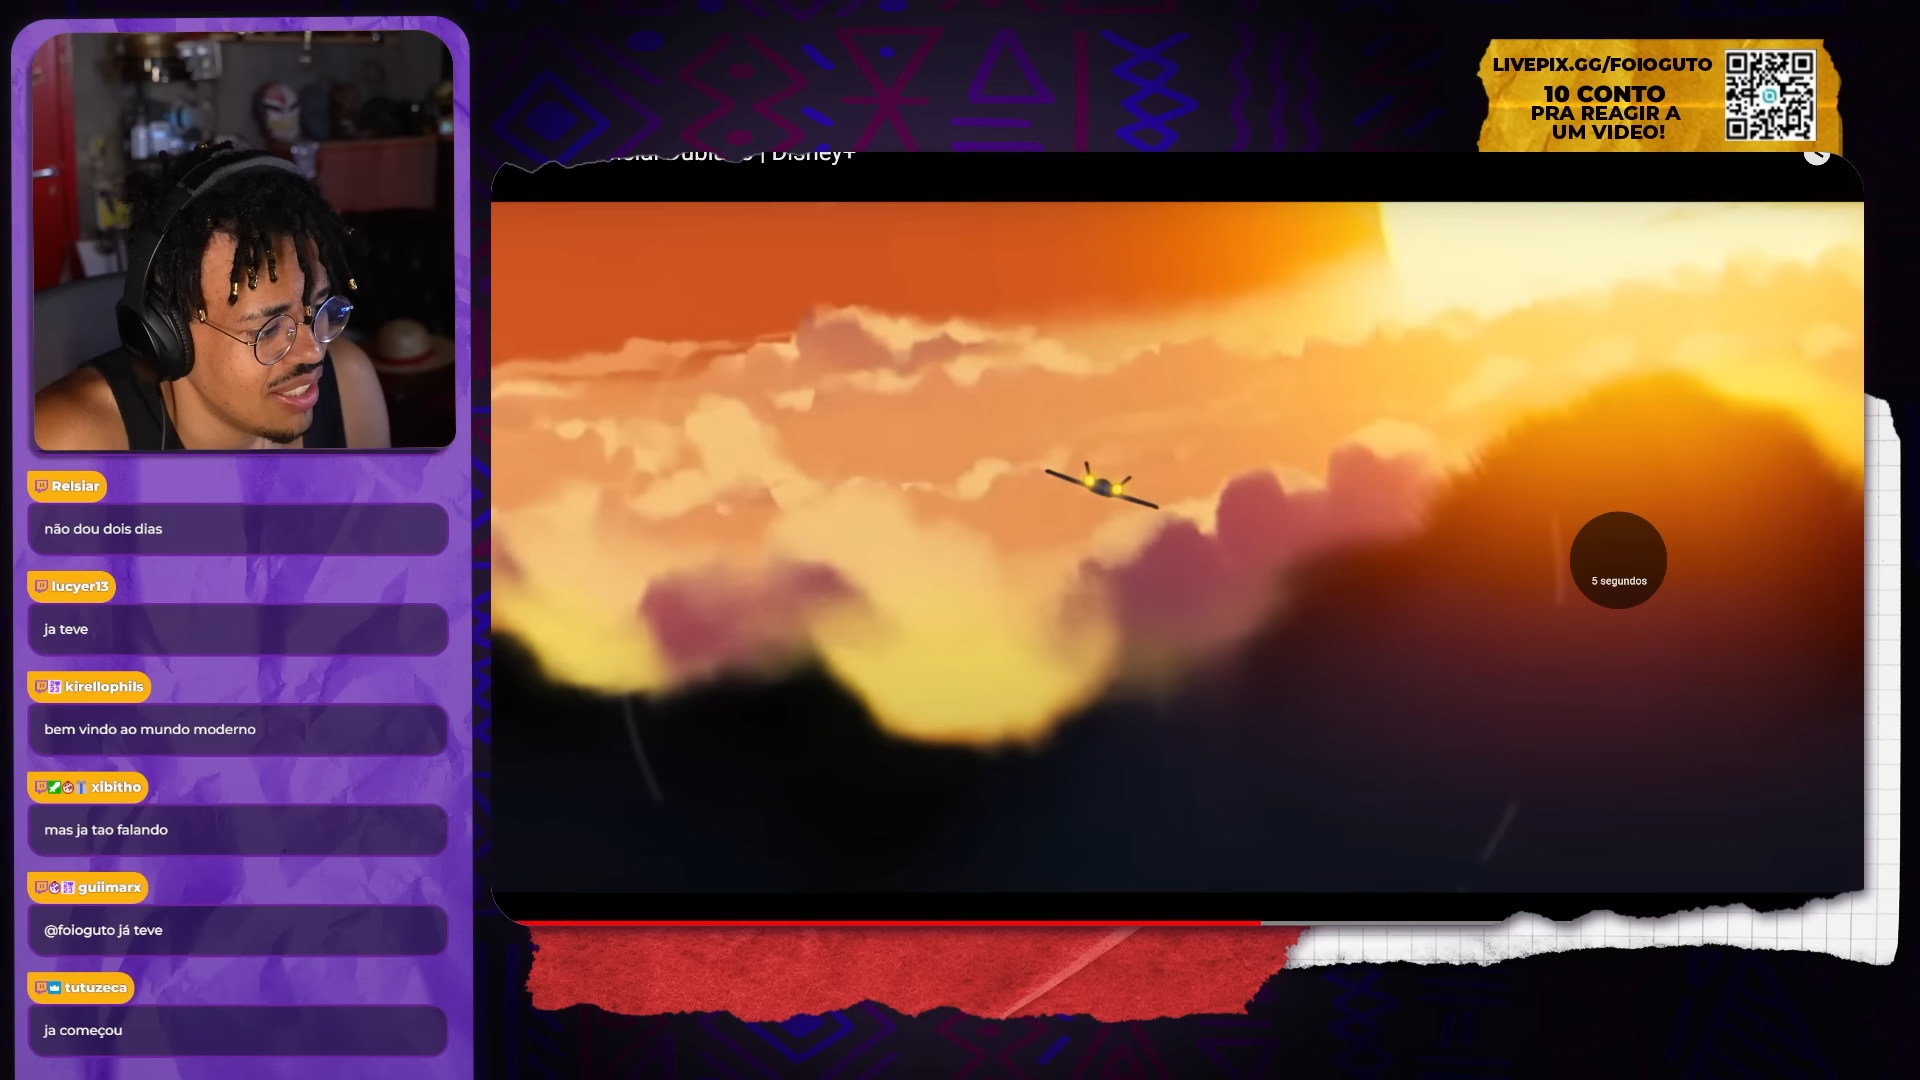 LIVEPIX.GG/FOIOGUTO
10 CONTO
PRA REAGIR A
UM VIDEO!
| Disney+
5 segundos
Relsiar
não dou dois dias
lucyer13
ja teve
kirellophils
bem vindo ao mundo moderno
xibitho
mas ja tao falando
guiimarx
@foioguto já teve
tutuzeca
ja começou